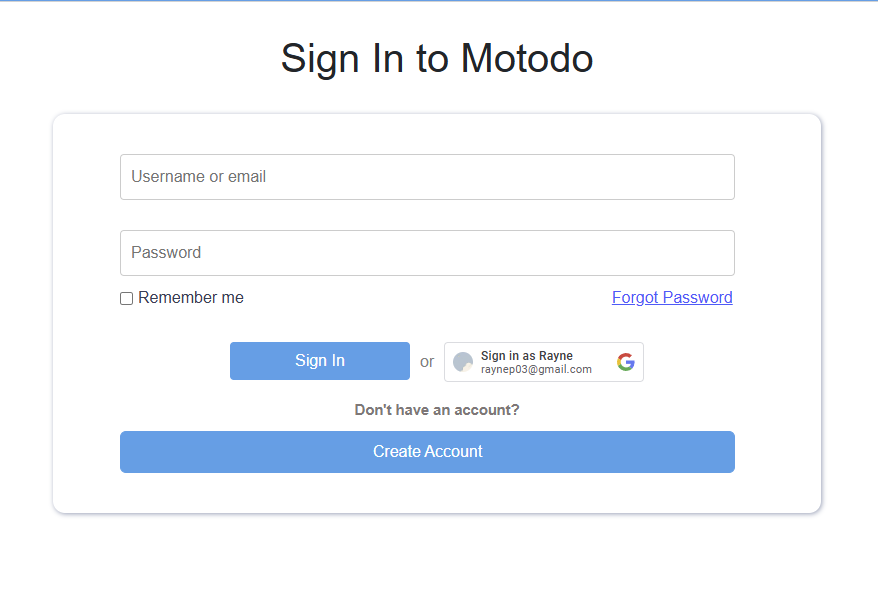 Sign In to Motodo
Username or email
Password
Remember me
Forgot Password
Sign In
or
Sign in as Rayne
raynep03@gmail.com
Don't have an account?
Create Account